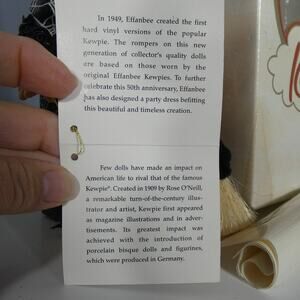 In 1949, Effanbee created the first
hard vinyl versions of the popular
Kewpie. The rompers on this new
generation of collector's quality dolls
are based on those worn by the
original Effanbee Kewpies. To further
celebrate this 50th anniversary, Effanbee
has also designed a party dress befitting
this beautiful and timeless creation.
Few dolls have made an impact on
American life to rival that of the famous
Kewpie®. Created in 1909 by Rose O'Neill,
a remarkable turn-of-the-century illus-
trator and artist, Kewpie first appeared
as magazine illustrations and in adver-
tisements. Its greatest impact was
achieved with the introduction of
porcelain bisque dolls and figurines,
which were produced in Germany.